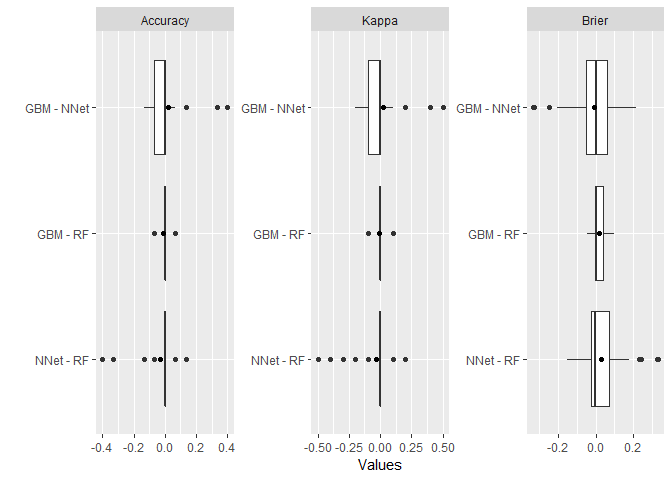 Accuracy Kappa Brier
GBM - NNet GBM - NNet GBM - NNet
GBM - RF GBM - RF GBM - RF
NNet - RF NNet - RF NNet - RF
-0.4 -0.2 0.0 0.2 0.4 -0.50 -0.25 0.00 0.25 0.50 -0.2 0.0 0.2
Values